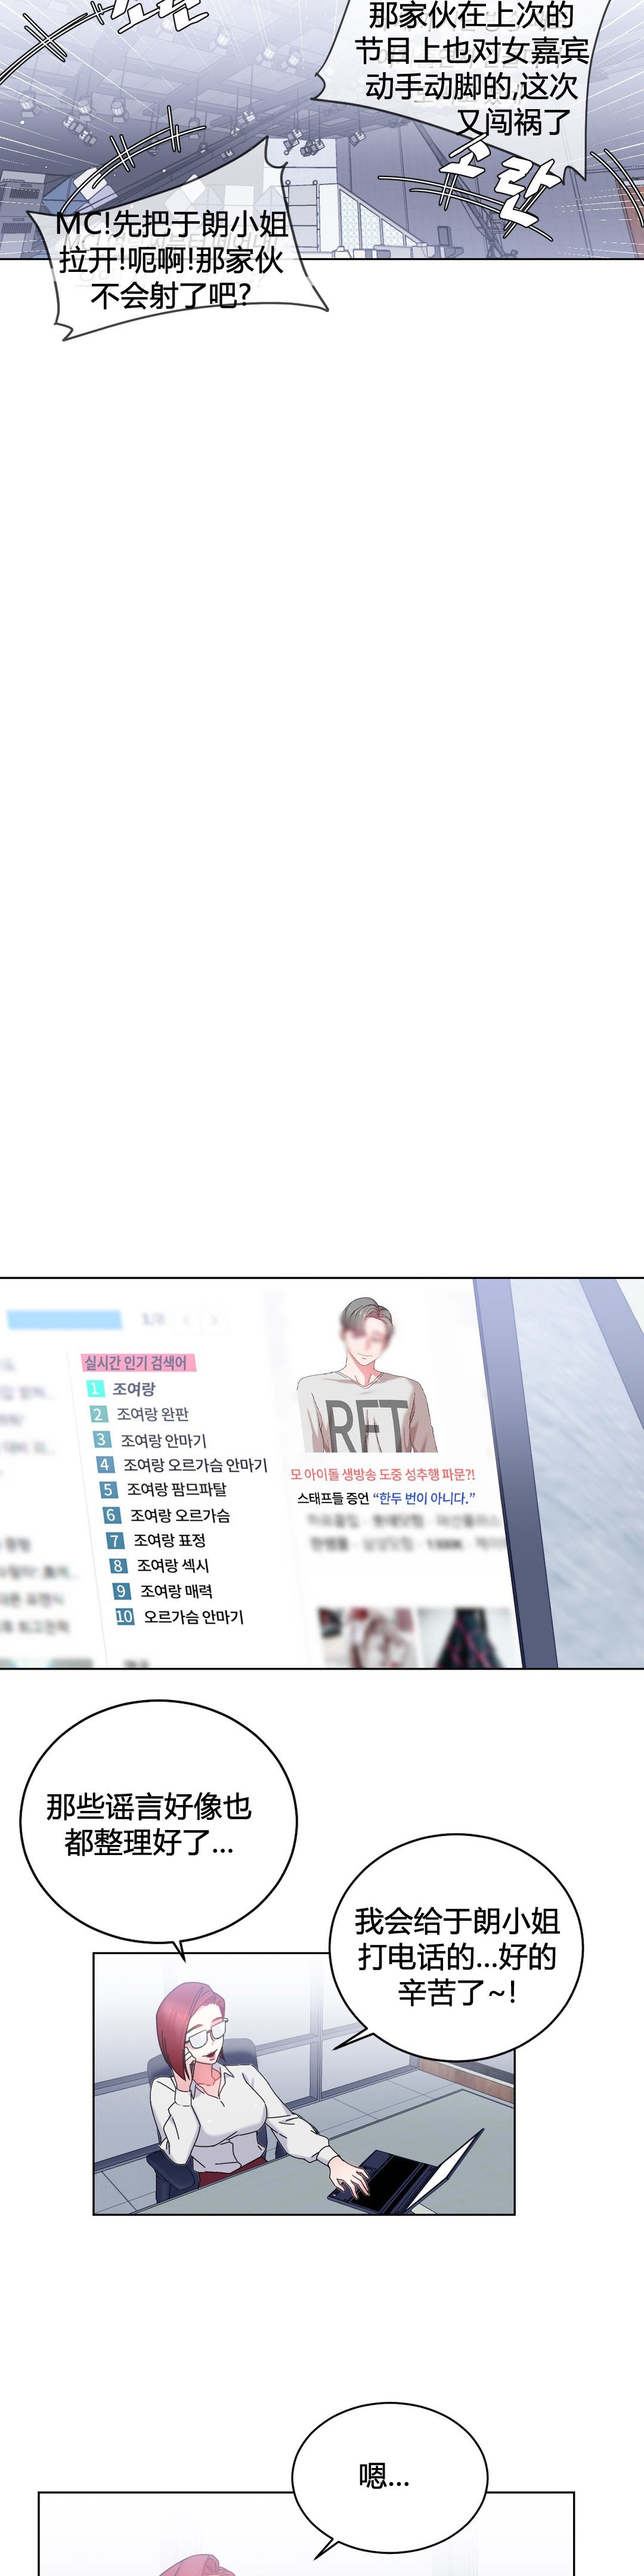 那家伙在上次的
节目上也对女嘉宾
动手动脚的,这次
又闯祸了
소란
MC!先把于朗小姐
拉开!呃啊!那家伙
不会射了吧?
1/8
실시간 인기 검색어
1 조여랑
2 조여랑 완판
3 조여랑 안마기
4 조여랑 오르가슴 안마기
5 조여랑 팜므파탈
6 조여랑 오르가슴
7 조여랑 표정
8 조여랑 섹시
9 조여랑 매력
10 오르가슴 안마기
RET
모 아이돌 생방송 도중 성추행 파문?!
스태프들 증언 “한두 번이 아니다.”
那些谣言好像也
都整理好了...
我会给于朗小姐
打电话的...好的
辛苦了~!
嗯...